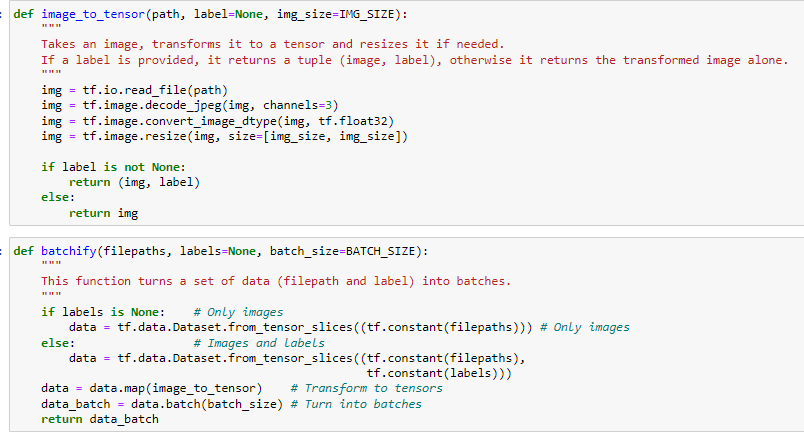 : def image_to_tensor(path, label=None, img_size=IMG_SIZE):
    """
    Takes an image, transforms it to a tensor and resizes it if needed.
    If a label is provided, it returns a tuple (image, label), otherwise it returns the transformed image alone.
    """
    img = tf.io.read_file(path)
    img = tf.image.decode_jpeg(img, channels=3)
    img = tf.image.convert_image_dtype(img, tf.float32)
    img = tf.image.resize(img, size=[img_size, img_size])

    if label is not None:
        return (img, label)
    else:
        return img

: def batchify(filepaths, labels=None, batch_size=BATCH_SIZE):
    """
    This function turns a set of data (filepath and label) into batches.
    """
    if labels is None:    # Only images
        data = tf.data.Dataset.from_tensor_slices((tf.constant(filepaths))) # Only images
    else:                 # Images and labels
        data = tf.data.Dataset.from_tensor_slices((tf.constant(filepaths),
                                                   tf.constant(labels)))
    data = data.map(image_to_tensor)    # Transform to tensors
    data_batch = data.batch(batch_size) # Turn into batches
    return data_batch